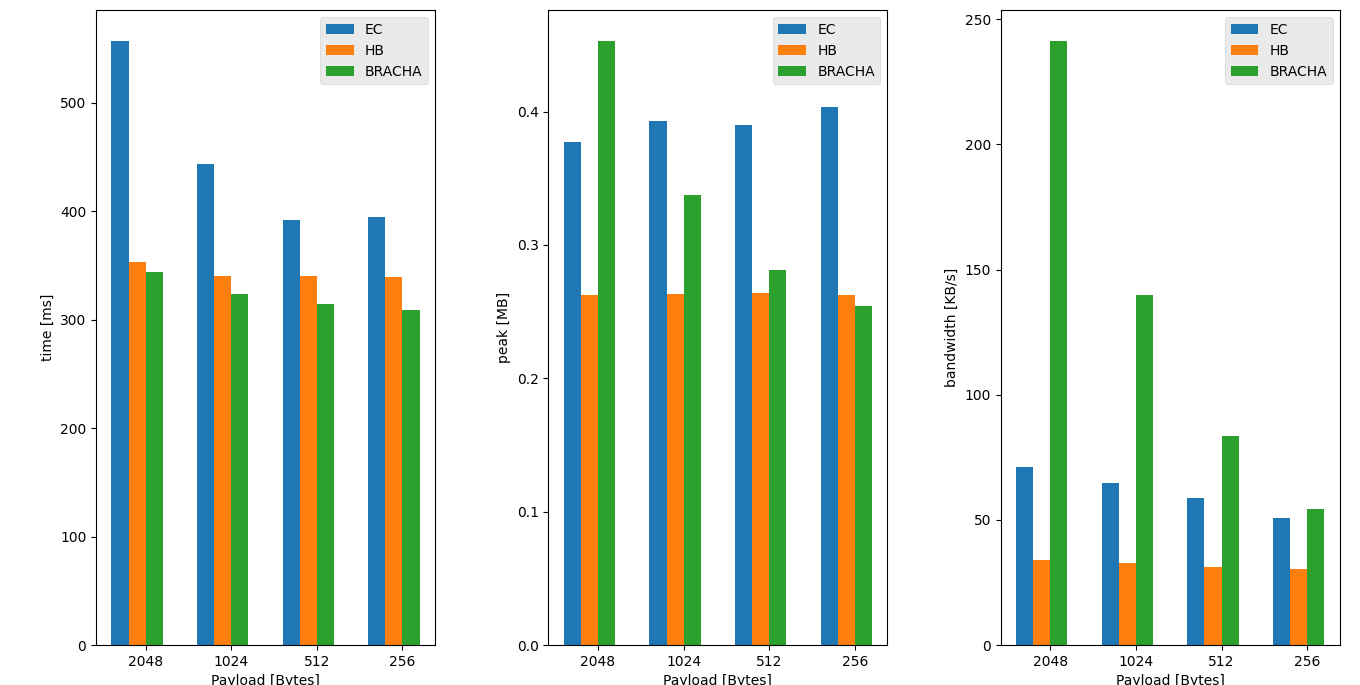 time [ms]
500
400
300
200
100
0
EC
HB
BRACHA
2048 1024 512 256
Payload [Bytes]
peak [MB]
0.4
0.3
0.2
0.1
0.0
EC
HB
BRACHA
2048 1024 512 256
Payload [Bytes]
bandwidth [KB/s]
250
200
150
100
50
0
EC
HB
BRACHA
2048 1024 512 256
Payload [Bytes]